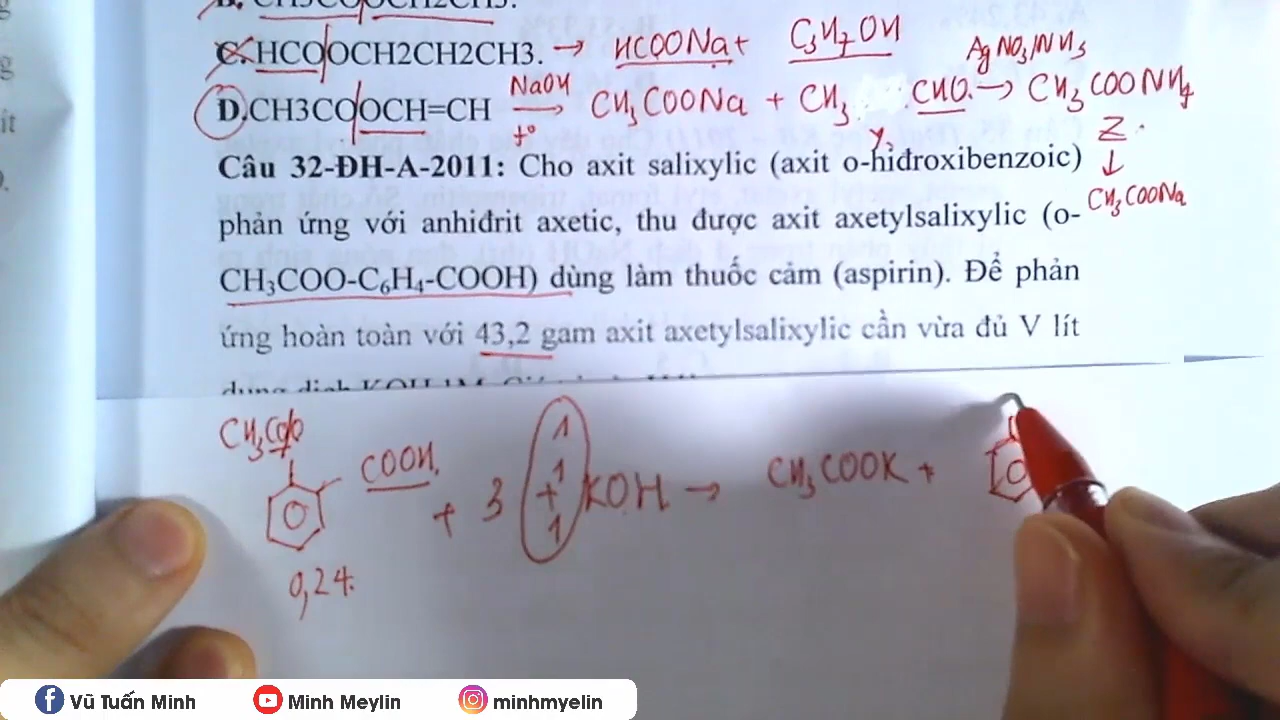 C. HCOOCH2CH2CH3. → HCOONa + C3H7OH
AgNO3/NH3
D. CH3COOCH=CH NaOH t° CH3COONa + CH3 CHO. → CH3COONH4
Y. Z.
↓
CH3COONa
Câu 32-ĐH-A-2011: Cho axit salixylic (axit o-hiđroxibenzoic)
phản ứng với anhiđrit axetic, thu được axit axetylsalixylic (o-
CH3COO-C6H4-COOH) dùng làm thuốc cảm (aspirin). Để phản
ứng hoàn toàn với 43,2 gam axit axetylsalixylic cần vừa đủ V lít
CH3COO
COOH + 3 1 + 1 + 1 KOH → CH3COOK +
0,24.
Vũ Tuấn Minh Minh Meylin minhmyelin